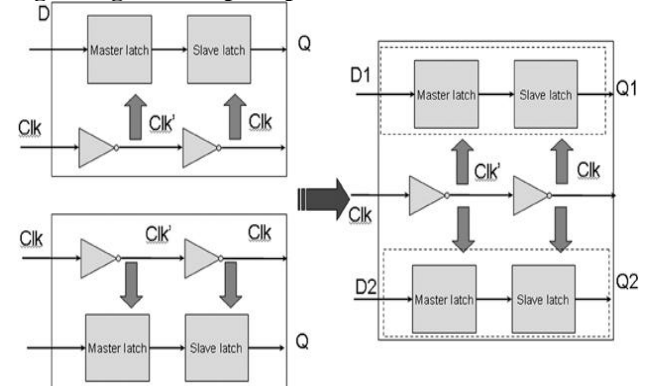 D
Master latch
Slave latch
Q
Clk
Clk'
Clk
Clk
Clk'
Clk
Master latch
Slave latch
Q
D1
Master latch
Slave latch
Q1
Clk'
Clk
Clk
D2
Master latch
Slave latch
Q2